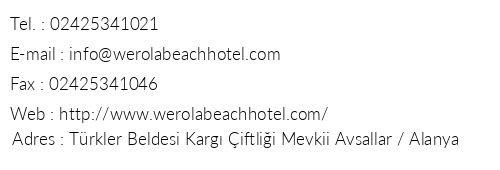 Tel. : 02425341021
E-mail : info@werolabeachhotel.com
Fax : 02425341046
Web : http://www.werolabeachhotel.com/
Adres : Türkler Beldesi Kargı Çiftliği Mevkii Avsallar / Alanya